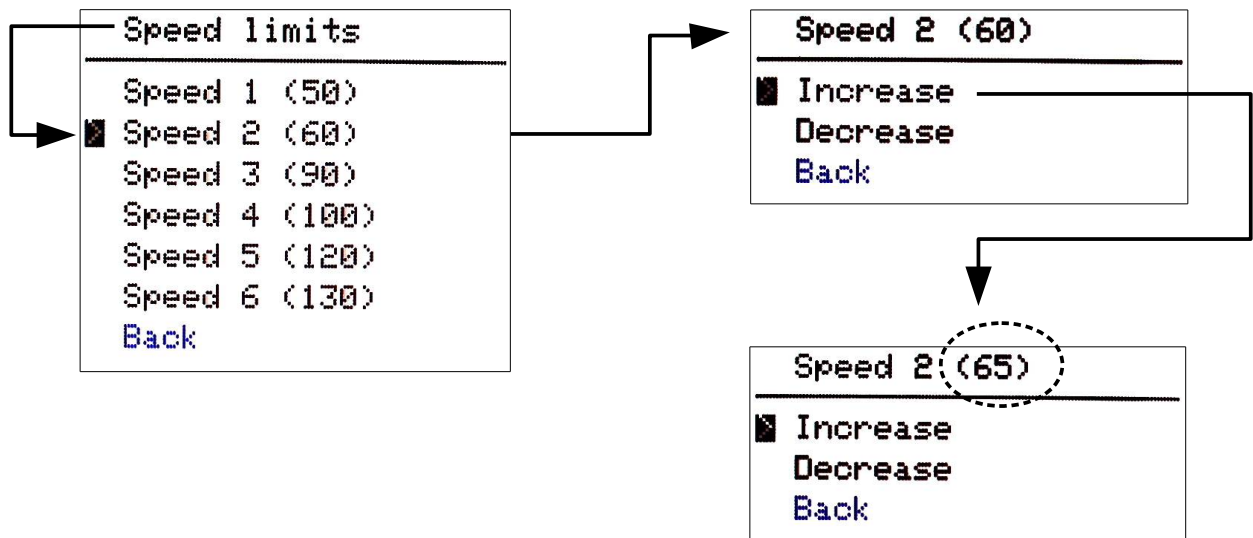 Speed limits
Speed 1 (50)
Speed 2 (60)
Speed 3 (90)
Speed 4 (100)
Speed 5 (120)
Speed 6 (130)
Back
Speed 2 (60)
Increase
Decrease
Back
Speed 2 (65)
Increase
Decrease
Back